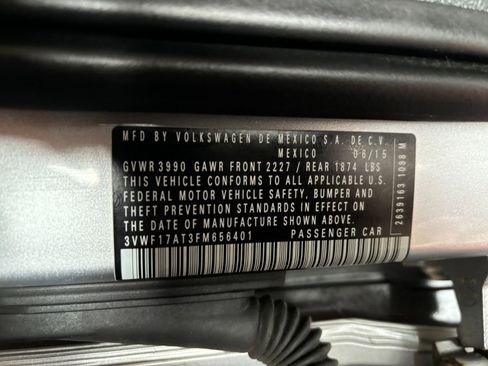 MFD BY VOLKSWAGEN DE MEXICO S.A. DE C.V.
MEXICO 06/15
GVWR 3990 GAWR FRONT 2227 / REAR 1874 LBS
THIS VEHICLE CONFORMS TO ALL APPLICABLE U.S.
FEDERAL MOTOR VEHICLE SAFETY, BUMPER AND
THEFT PREVENTION STANDARDS IN EFFECT ON
THE DATE OF MANUFACTURE SHOWN ABOVE
3VWF17AT3FM656401 PASSENGER CAR
2639163 1098 M